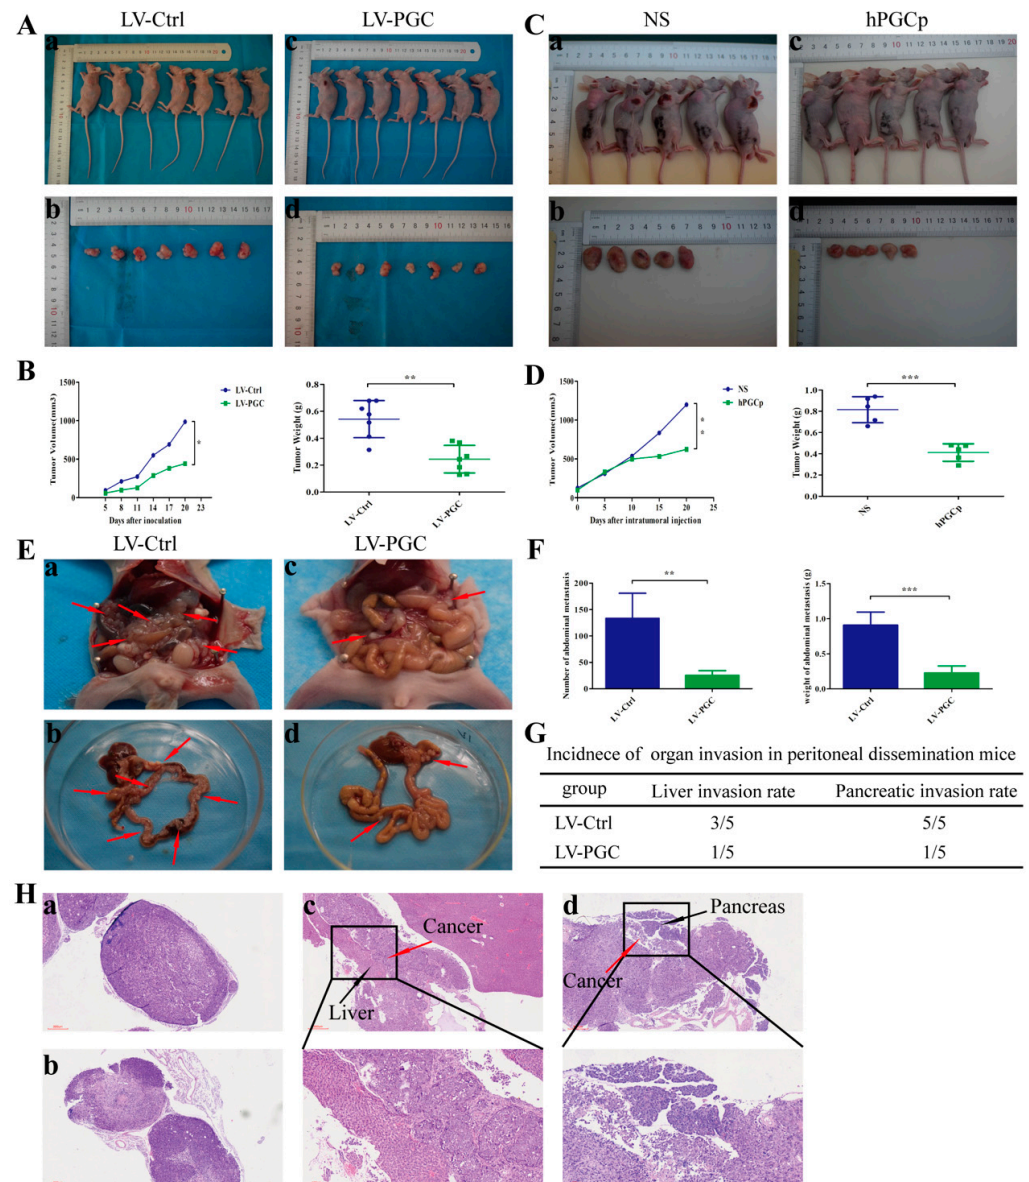 A LV-Ctrl LV-PGC C NS hPGCp
a c a c
b d b d
B
Tumor Volume(mm3)
1500
1000
500
0
5 8 11 14 17 20 23
Days after inoculation
LV-Ctrl
LV-PGC
*
Tumor Weight (g)
0.8
0.6
0.4
0.2
0.0
LV-Ctrl LV-PGC
**
D
Tumor Volume(mm3)
1500
1000
500
0
0 5 10 15 20 25
Days after intratumoral injection
NS
hPGCp
**
Tumor Weight (g)
1.0
0.8
0.6
0.4
0.2
0.0
NS hPGCp
***
E LV-Ctrl LV-PGC
a c
b d
F
Number of abdominal metastasis
200
150
100
50
0
LV-Ctrl LV-PGC
**
weight of abdominal metastasis (g)
1.5
1.0
0.5
0.0
LV-Ctrl LV-PGC
***
G
Incidnece of organ invasion in peritoneal dissemination mice
group Liver invasion rate Pancreatic invasion rate
LV-Ctrl 3/5 5/5
LV-PGC 1/5 1/5
H
a c d
Cancer
Liver
Pancreas
Cancer
b